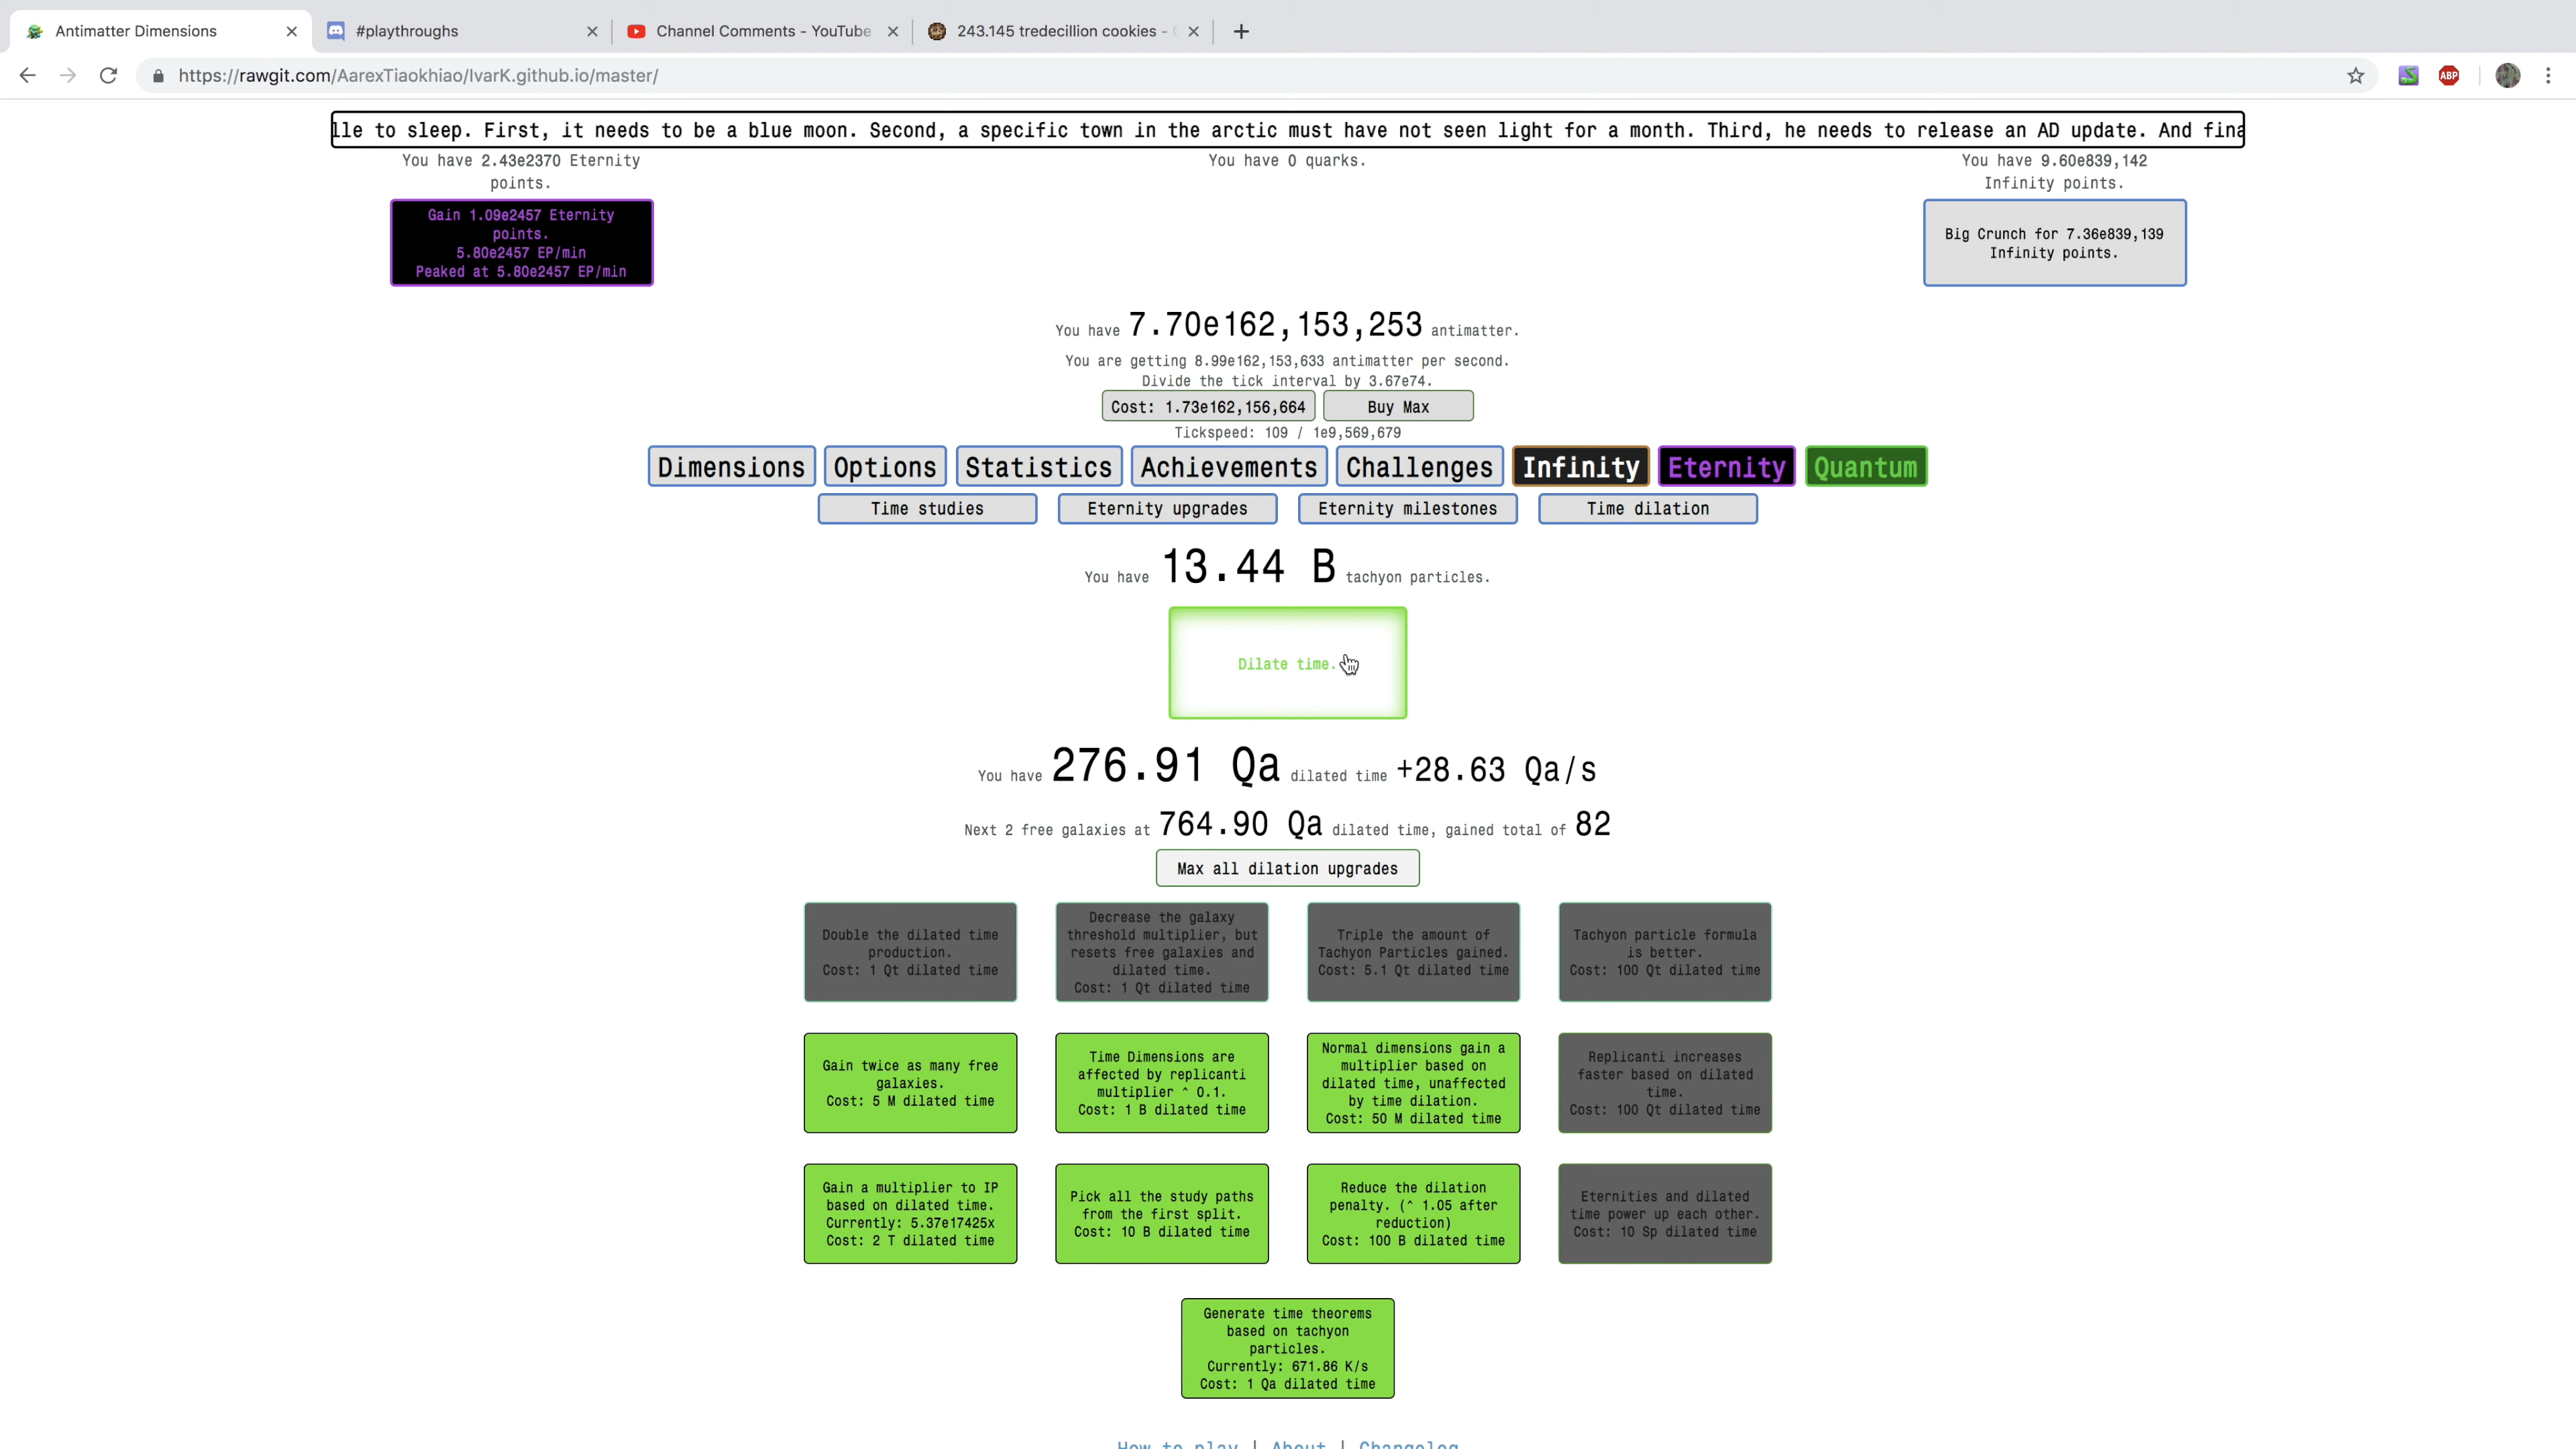 Antimatter Dimensions
#playthroughs
Channel Comments - YouTube
243.145 tredecillion cookies -
https://rawgit.com/AarexTiaokhiao/IvarK.github.io/master/
ABP
lle to sleep. First, it needs to be a blue moon. Second, a specific town in the arctic must have not seen light for a month. Third, he needs to release an AD update. And fina
You have 2.43e2370 Eternity
points.
Gain 1.09e2457 Eternity
points.
5.80e2457 EP/min
Peaked at 5.80e2457 EP/min
You have 0 quarks.
You have 9.60e839,142
Infinity points.
Big Crunch for 7.36e839,139
Infinity points.
You have 7.70e162,153,253 antimatter.
You are getting 8.99e162,153,633 antimatter per second.
Divide the tick interval by 3.67e74.
Cost: 1.73e162,156,664
Buy Max
Tickspeed: 109 / 1e9,569,679
Dimensions
Options
Statistics
Achievements
Challenges
Infinity
Eternity
Quantum
Time studies
Eternity upgrades
Eternity milestones
Time dilation
You have 13.44 B tachyon particles.
Dilate time.
You have 276.91 Qa dilated time +28.63 Qa/s
Next 2 free galaxies at 764.90 Qa dilated time, gained total of 82
Max all dilation upgrades
Double the dilated time
production.
Cost: 1 Qt dilated time
Decrease the galaxy
threshold multiplier, but
resets free galaxies and
dilated time.
Cost: 1 Qt dilated time
Triple the amount of
Tachyon Particles gained.
Cost: 5.1 Qt dilated time
Tachyon particle formula
is better.
Cost: 100 Qt dilated time
Gain twice as many free
galaxies.
Cost: 5 M dilated time
Time Dimensions are
affected by replicanti
multiplier ^ 0.1.
Cost: 1 B dilated time
Normal dimensions gain a
multiplier based on
dilated time, unaffected
by time dilation.
Cost: 50 M dilated time
Replicanti increases
faster based on dilated
time.
Cost: 100 Qt dilated time
Gain a multiplier to IP
based on dilated time.
Currently: 5.37e17425x
Cost: 2 T dilated time
Pick all the study paths
from the first split.
Cost: 10 B dilated time
Reduce the dilation
penalty. (^ 1.05 after
reduction)
Cost: 100 B dilated time
Eternities and dilated
time power up each other.
Cost: 10 Sp dilated time
Generate time theorems
based on tachyon
particles.
Currently: 671.86 K/s
Cost: 1 Qa dilated time
How to play | About | Changelog